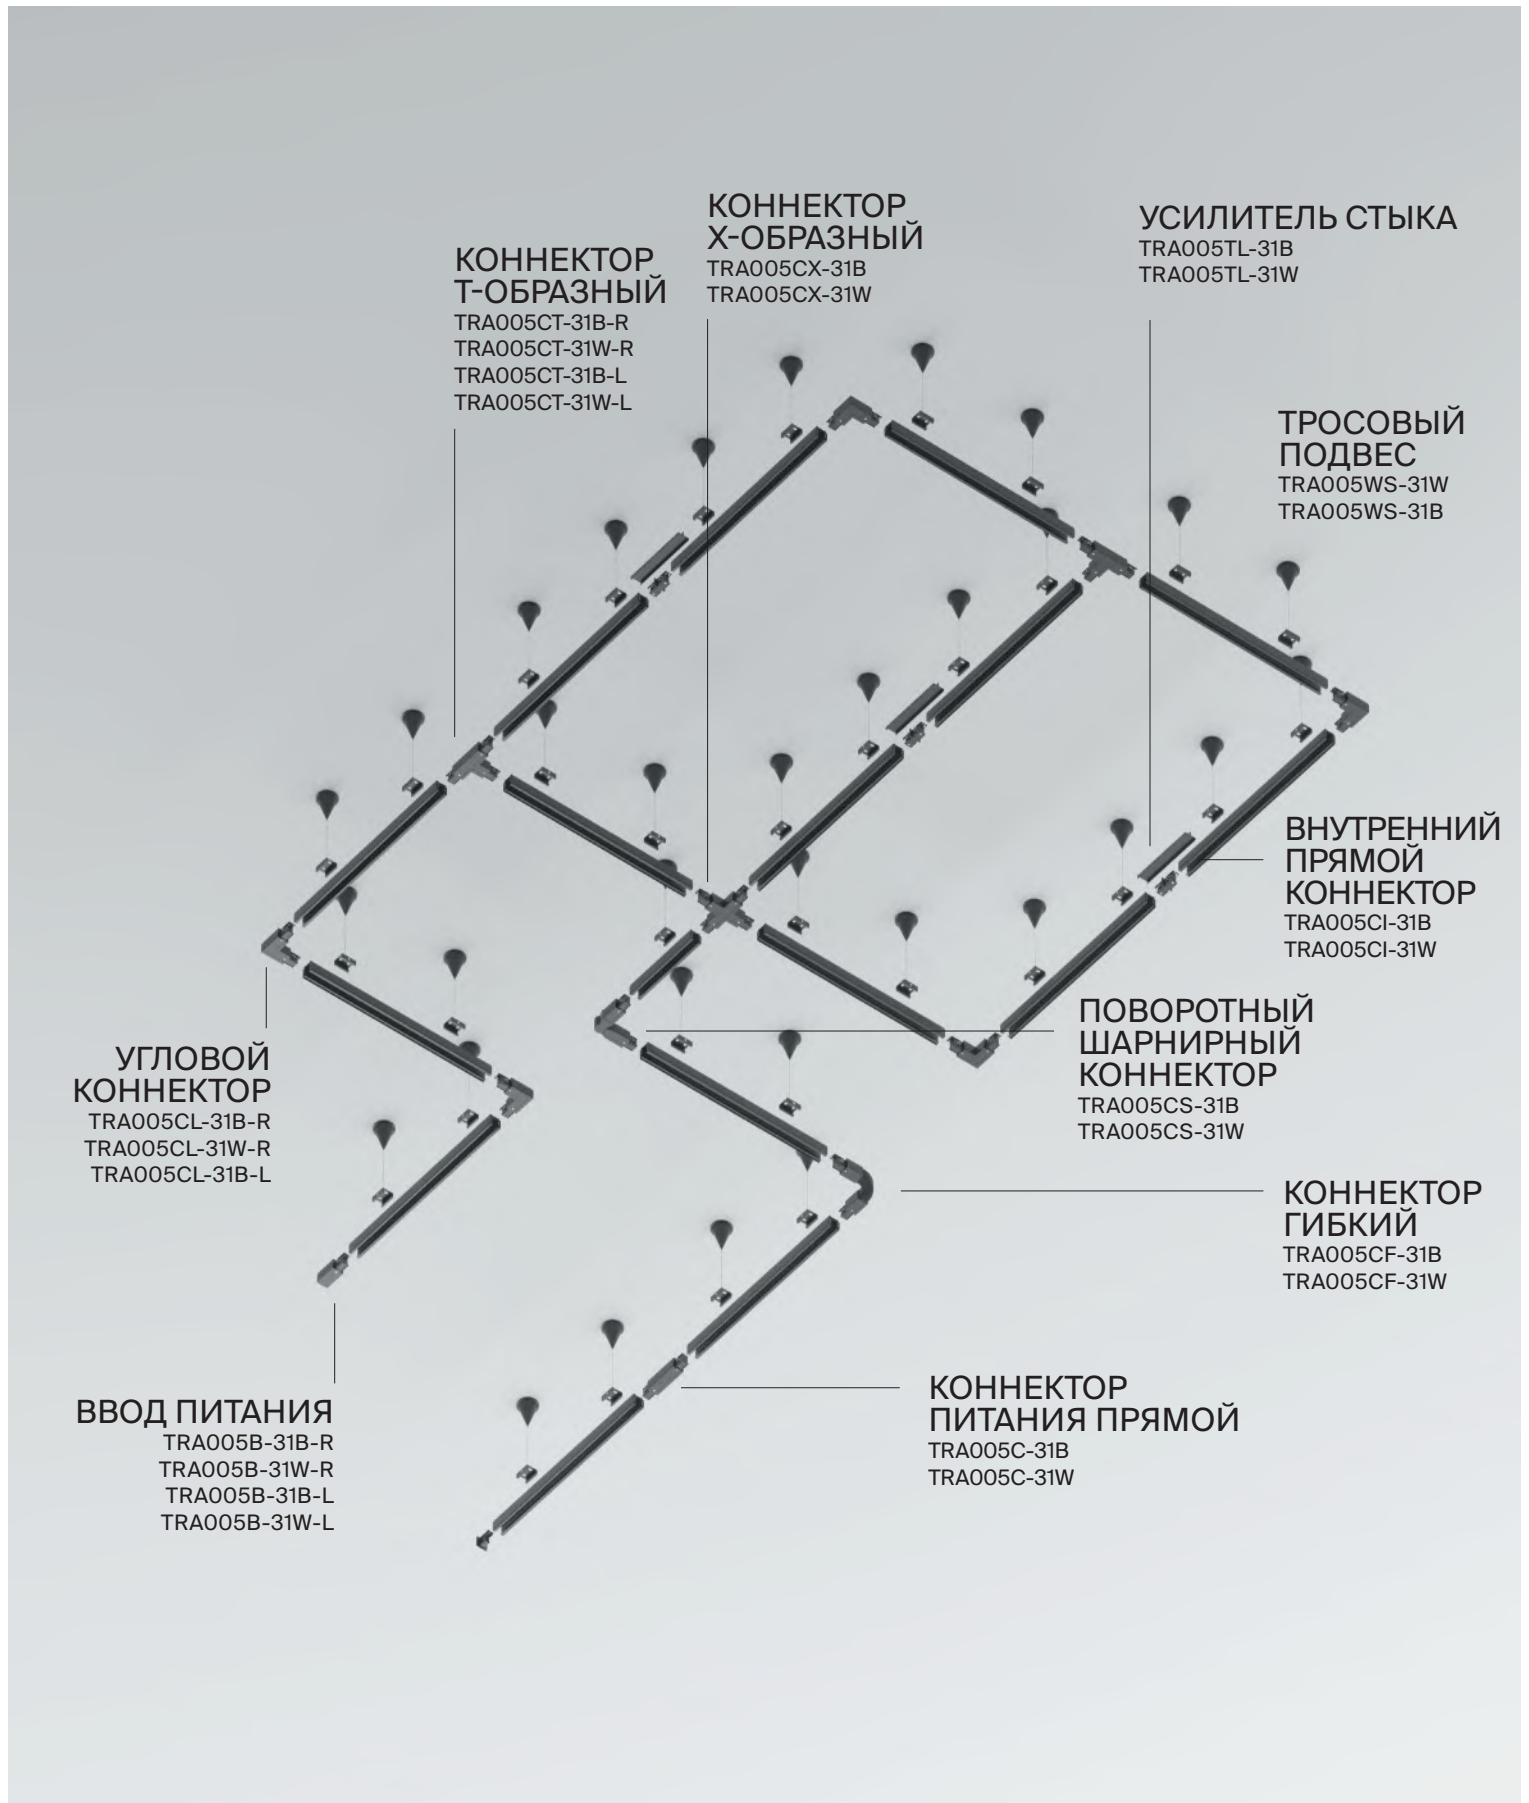 КОННЕКТОР
Х-ОБРАЗНЫЙ
TRA005CX-31B
TRA005CX-31W
УСИЛИТЕЛЬ СТЫКА
TRA005TL-31B
TRA005TL-31W
КОННЕКТОР
Т-ОБРАЗНЫЙ
TRA005CT-31B-R
TRA005CT-31W-R
TRA005CT-31B-L
TRA005CT-31W-L
ТРОСОВЫЙ
ПОДВЕС
TRA005WS-31W
TRA005WS-31B
ВНУТРЕННИЙ
ПРЯМОЙ
КОННЕКТОР
TRA005CI-31B
TRA005CI-31W
ПОВОРОТНЫЙ
ШАРНИРНЫЙ
КОННЕКТОР
TRA005CS-31B
TRA005CS-31W
УГЛОВОЙ
КОННЕКТОР
TRA005CL-31B-R
TRA005CL-31W-R
TRA005CL-31B-L
КОННЕКТОР
ГИБКИЙ
TRA005CF-31B
TRA005CF-31W
ВВОД ПИТАНИЯ
TRA005B-31B-R
TRA005B-31W-R
TRA005B-31B-L
TRA005B-31W-L
КОННЕКТОР
ПИТАНИЯ ПРЯМОЙ
TRA005C-31B
TRA005C-31W